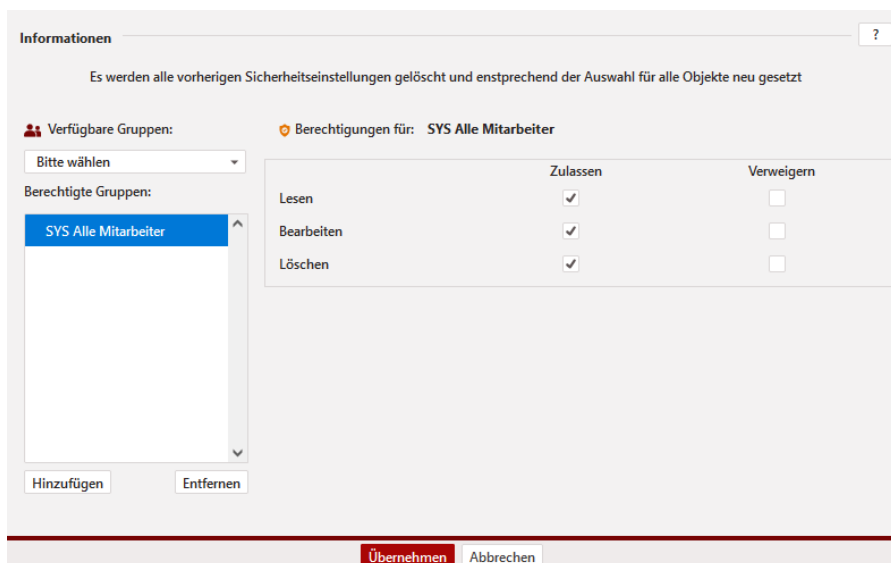 Informationen
?
Es werden alle vorherigen Sicherheitseinstellungen gelöscht und enstprechend der Auswahl für alle Objekte neu gesetzt
Verfügbare Gruppen:
Bitte wählen
Berechtigte Gruppen:
SYS Alle Mitarbeiter
Hinzufügen Entfernen
Berechtigungen für: SYS Alle Mitarbeiter
Zulassen Verweigern
Lesen
Bearbeiten
Löschen
Übernehmen Abbrechen